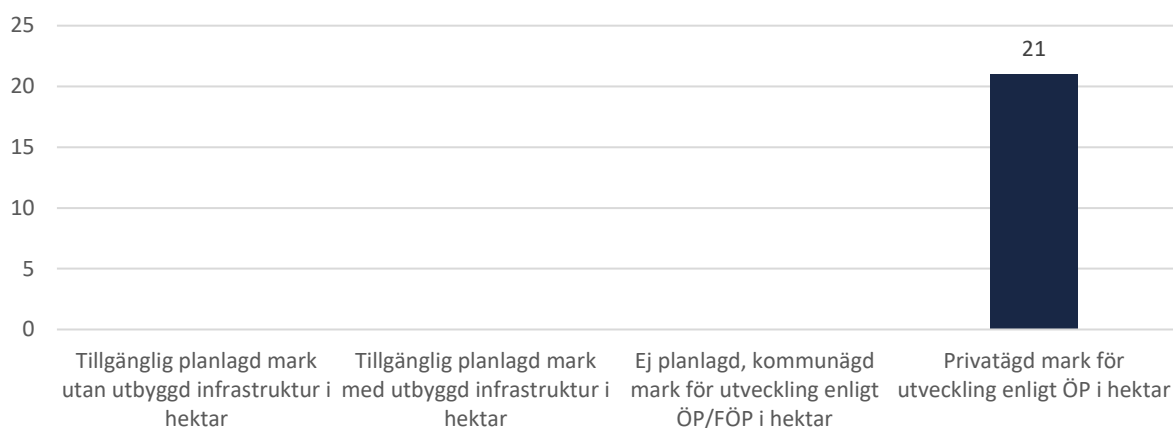 25
21
20
15
10
5
0
Tillgänglig planlagd mark
utan utbyggd infrastruktur i
hektar
Tillgänglig planlagd mark
med utbyggd infrastruktur i
hektar
Ej planlagd, kommunägd
mark för utveckling enligt
ÖP/FÖP i hektar
Privatägd mark för
utveckling enligt ÖP i hektar